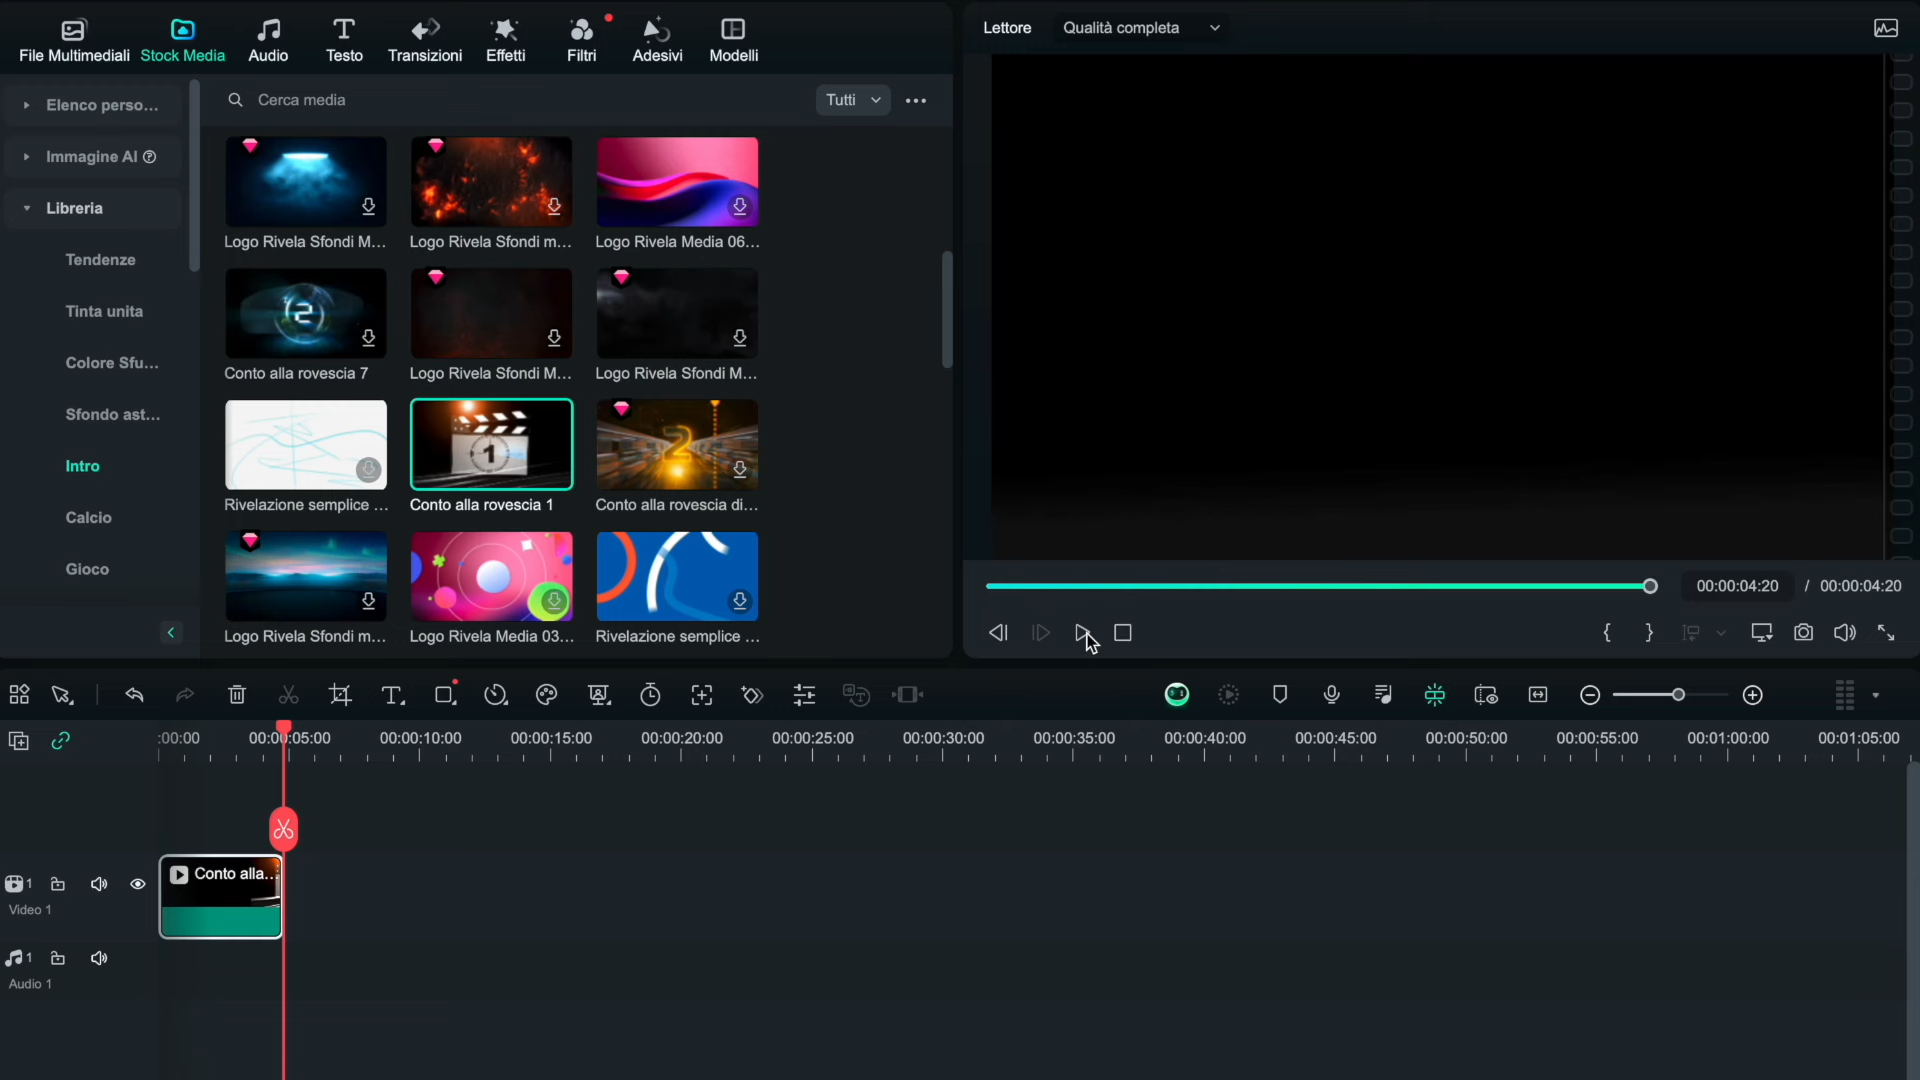 File Multimediali Stock Media Audio Testo Transizioni Effetti Filtri Adesivi Modelli
Lettore Qualità completa
Elenco perso...
Immagine AI
Libreria
Tendenze
Tinta unita
Colore Sfu...
Sfondo ast...
Intro
Calcio
Gioco
Cerca media Tutti
Logo Rivela Sfondi M... Logo Rivela Sfondi m... Logo Rivela Media 06...
2
Conto alla rovescia 7 Logo Rivela Sfondi M... Logo Rivela Sfondi M...
1 2
Rivelazione semplice ... Conto alla rovescia 1 Conto alla rovescia di...
Logo Rivela Sfondi m... Logo Rivela Media 03... Rivelazione semplice ...
00:00:04:20 / 00:00:04:20
:00:00 00:00:05:00 00:00:10:00 00:00:15:00 00:00:20:00 00:00:25:00 00:00:30:00 00:00:35:00 00:00:40:00 00:00:45:00 00:00:50:00 00:00:55:00 00:01:00:00 00:01:05:00
Conto alla...
1
Video 1
1
Audio 1